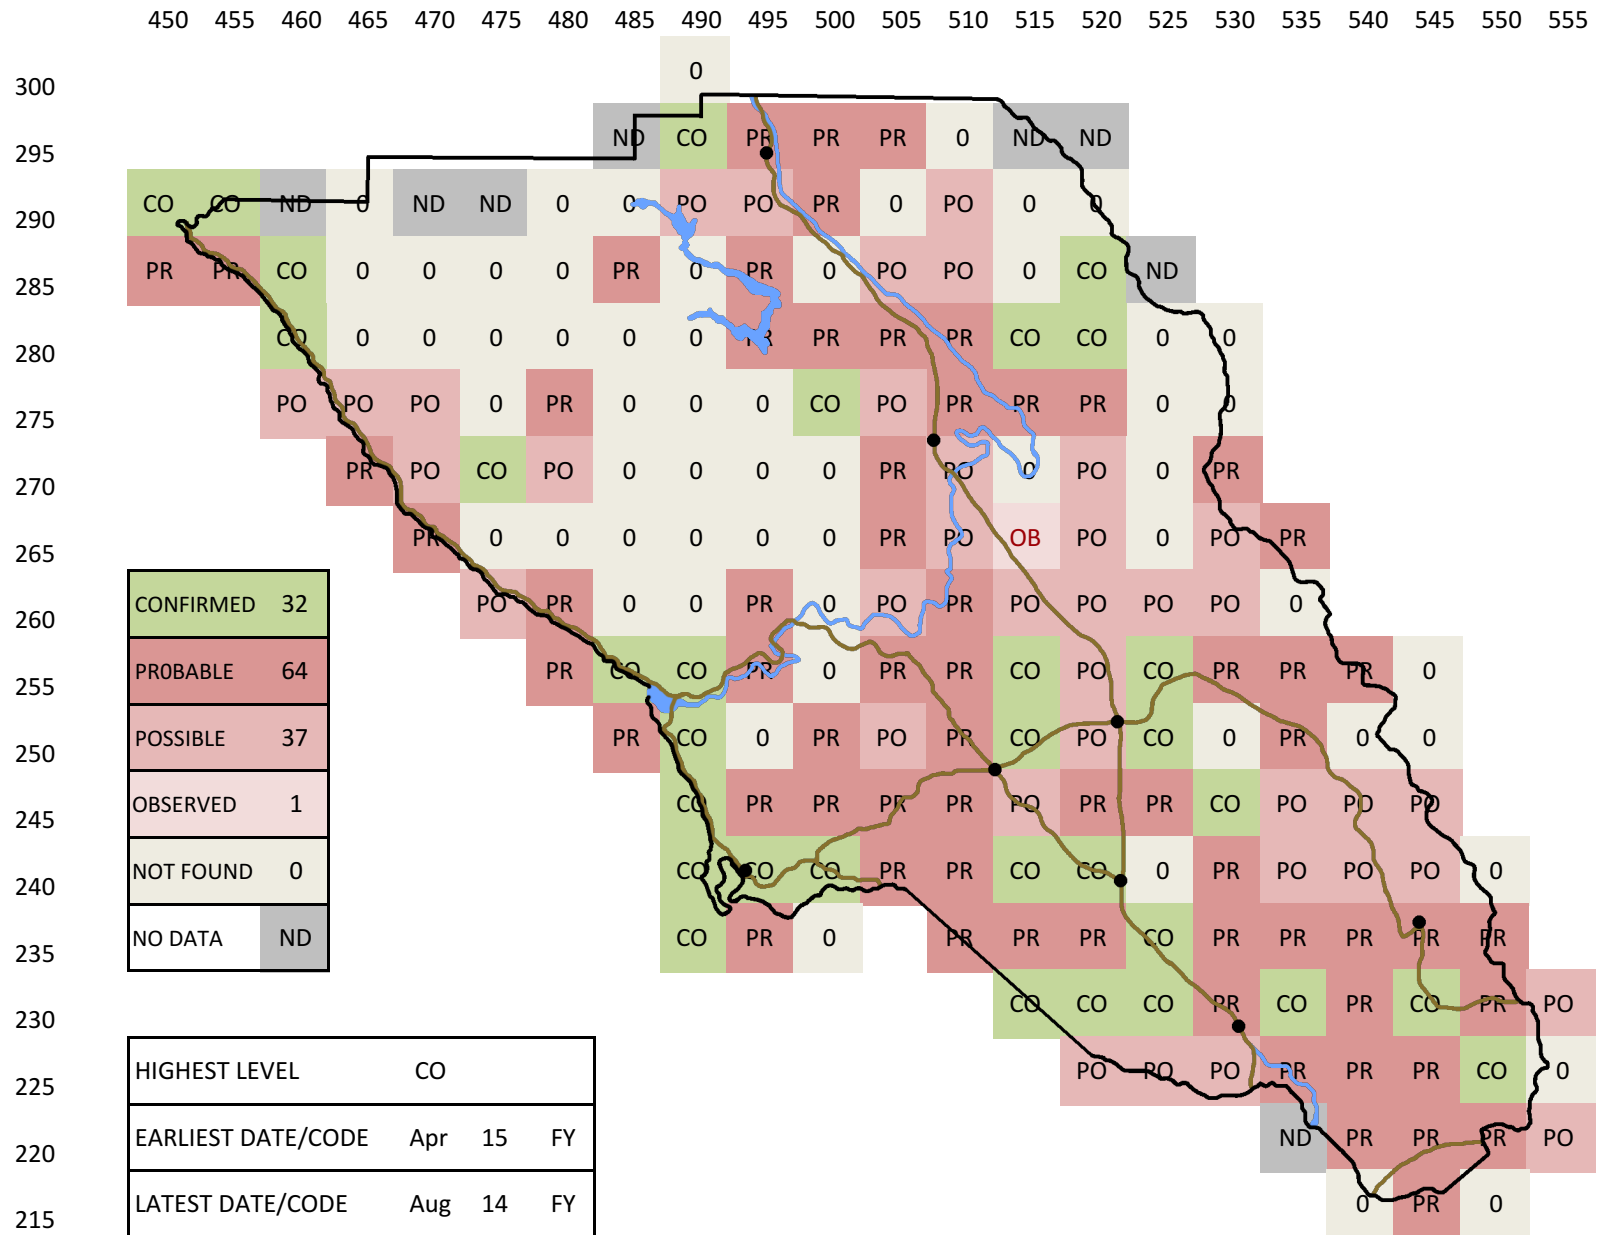 450 455 460 465 470 475 480 485 490 495 500 505 510 515 520 525 530 535 540 545 550 555
0
300
ND CO PR PR PR 0 ND ND
295
CO CO ND 0 ND ND 0 0 PO PO PR 0 PO 0 0
290
PR PR CO 0 0 0 0 PR 0 PR 0 PO PO 0 CO ND
285
CO 0 0 0 0 0 0 PR PR PR PR CO CO 0 0
280
PO PO PO 0 PR 0 0 0 CO PO PR PR PR 0 0
275
PR PO CO PO 0 0 0 0 PR PO 0 PO 0 PR
270
PR 0 0 0 0 0 0 PR PO OB PO 0 PO PR
265
PO PR 0 0 PR 0 PO PR PO PO PO PO 0
CONFIRMED 32
260
PR CO CO PR 0 PR PR CO PO CO PR PR PR 0
PR0BABLE 64
255
PR CO 0 PR PO PR CO PO CO 0 PR 0 0
POSSIBLE 37
250
CO PR PR PR PR PO PR PR CO PO PO PO
OBSERVED 1
245
CO CO CO PR PR CO CO 0 PR PO PO PO 0
NOT FOUND 0
240
CO PR 0 PR PR PR CO PR PR PR PR PR
NO DATA ND
235
CO CO CO PR CO PR CO PR PO
230
HIGHEST LEVEL CO
PO PO PO PR PR PR CO 0
225
EARLIEST DATE/CODE Apr 15 FY
ND PR PR PR PO
220
LATEST DATE/CODE Aug 14 FY
0 PR 0
215